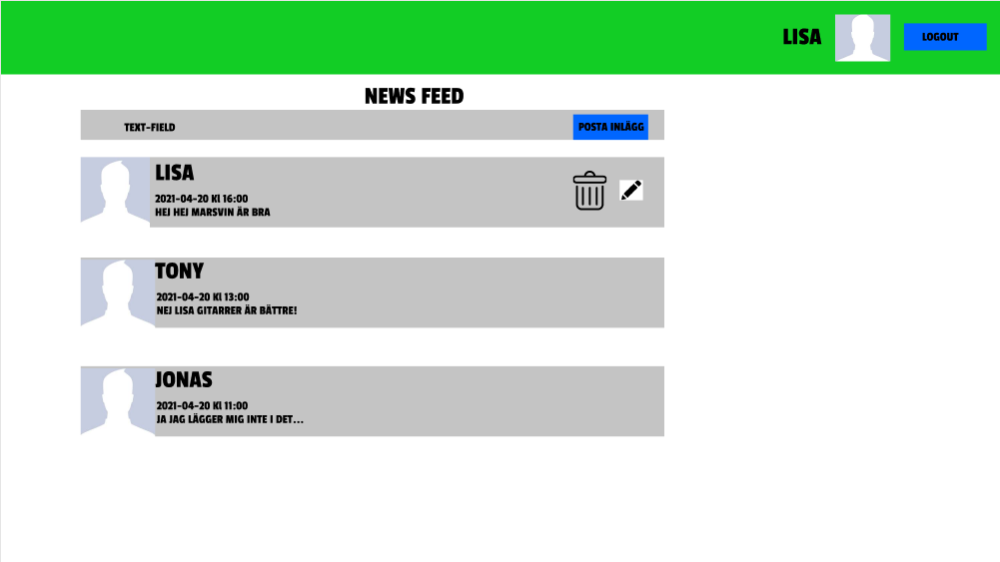 LISA
LOGOUT
NEWS FEED
TEXT-FIELD
POSTA INLÄGG
LISA
2021-04-20 Kl 16:00
HEJ HEJ MARSVIN ÄR BRA
TONY
2021-04-20 Kl 13:00
NEJ LISA GITARRER ÄR BÄTTRE!
JONAS
2021-04-20 Kl 11:00
JA JAG LÄGGER MIG INTE I DET...